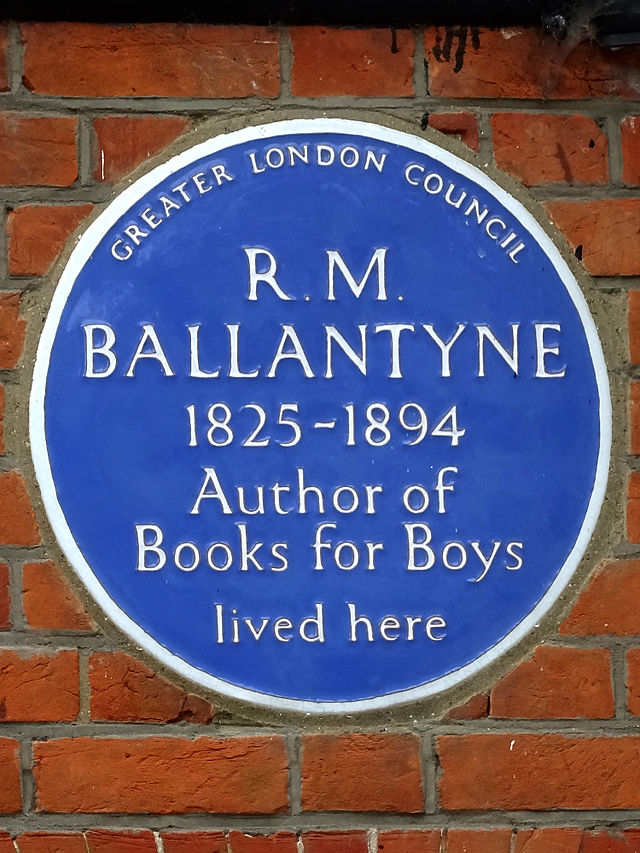 GREATER LONDON COUNCIL
R.M.
BALLANTYNE
1825-1894
Author of
Books for Boys
lived here